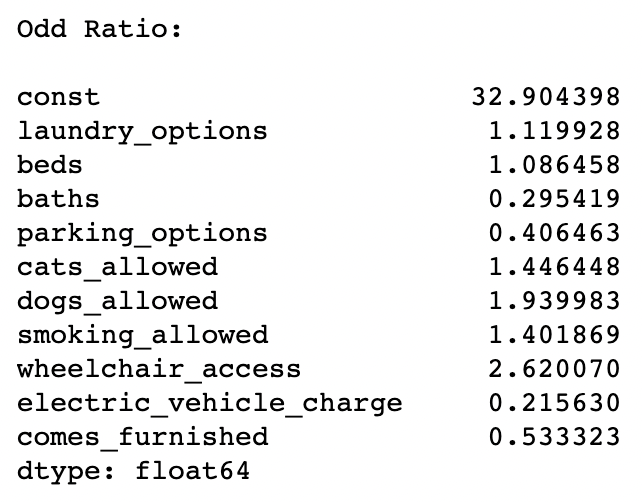 Odd Ratio:
const 32.904398
laundry_options 1.119928
beds 1.086458
baths 0.295419
parking_options 0.406463
cats_allowed 1.446448
dogs_allowed 1.939983
smoking_allowed 1.401869
wheelchair_access 2.620070
electric_vehicle_charge 0.215630
comes_furnished 0.533323
dtype: float64